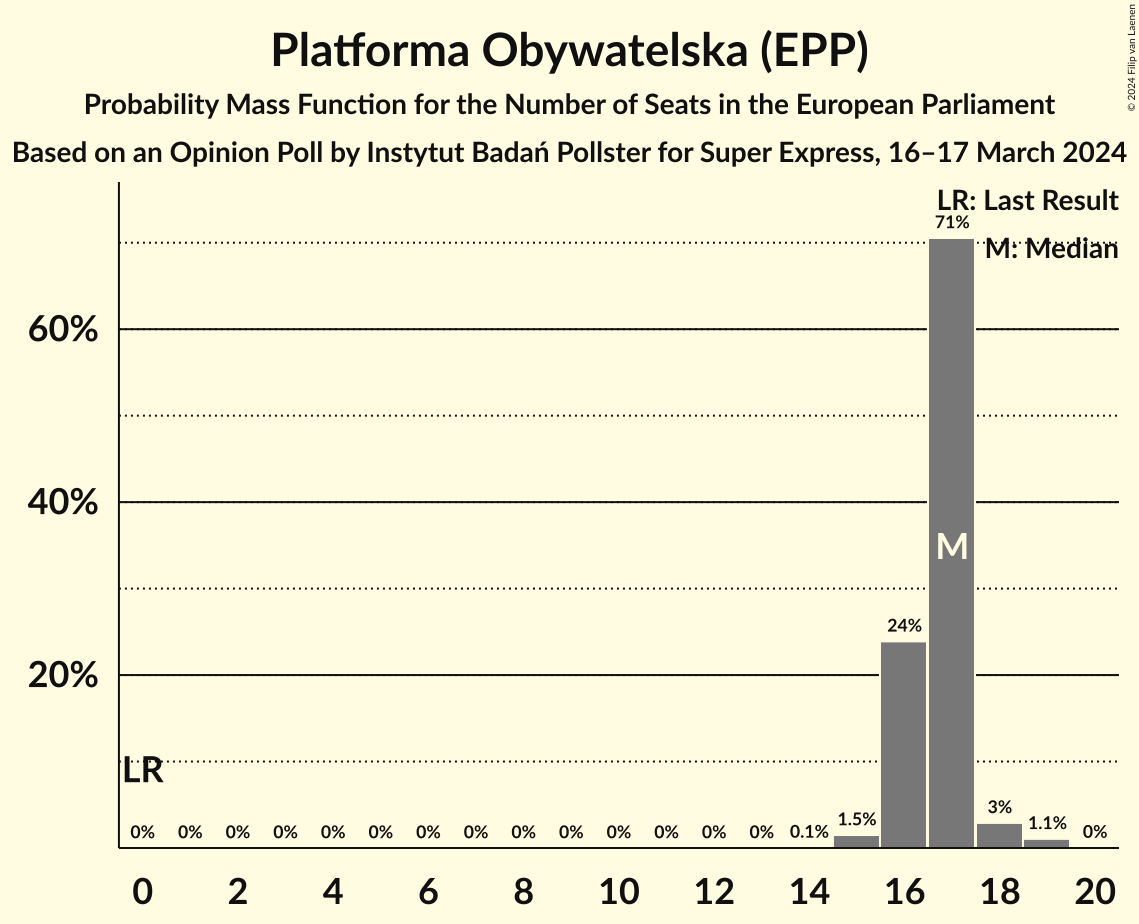 Platforma Obywatelska (EPP)
Probability Mass Function for the Number of Seats in the European Parliament
Based on an Opinion Poll by Instytut Badań Pollster for Super Express, 16–17 March 2024
© 2024 Filip van Laenen
LR: Last Result
M: Median
71%
60%
40%
M
24%
20%
LR
0% 0% 0% 0% 0% 0% 0% 0% 0% 0% 0% 0% 0% 0% 0.1% 1.5% 3% 1.1% 0%
0 2 4 6 8 10 12 14 16 18 20